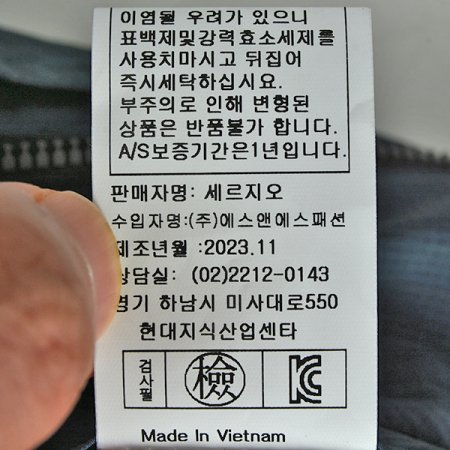 이염될 우려가 있으니
표백제및강력효소세제를
사용치마시고 뒤집어
즉시세탁하십시요.
부주의로 인해 변형된
상품은 반품불가 합니다.
A/S보증기간은1년입니다.
판매자명: 세르지오
수입자명:(주)에스앤에스패션
제조년월 :2023.11
상담실: (02)2212-0143
경기 하남시 미사대로550
현대지식산업센타
검사필 檢 KC
Made In Vietnam